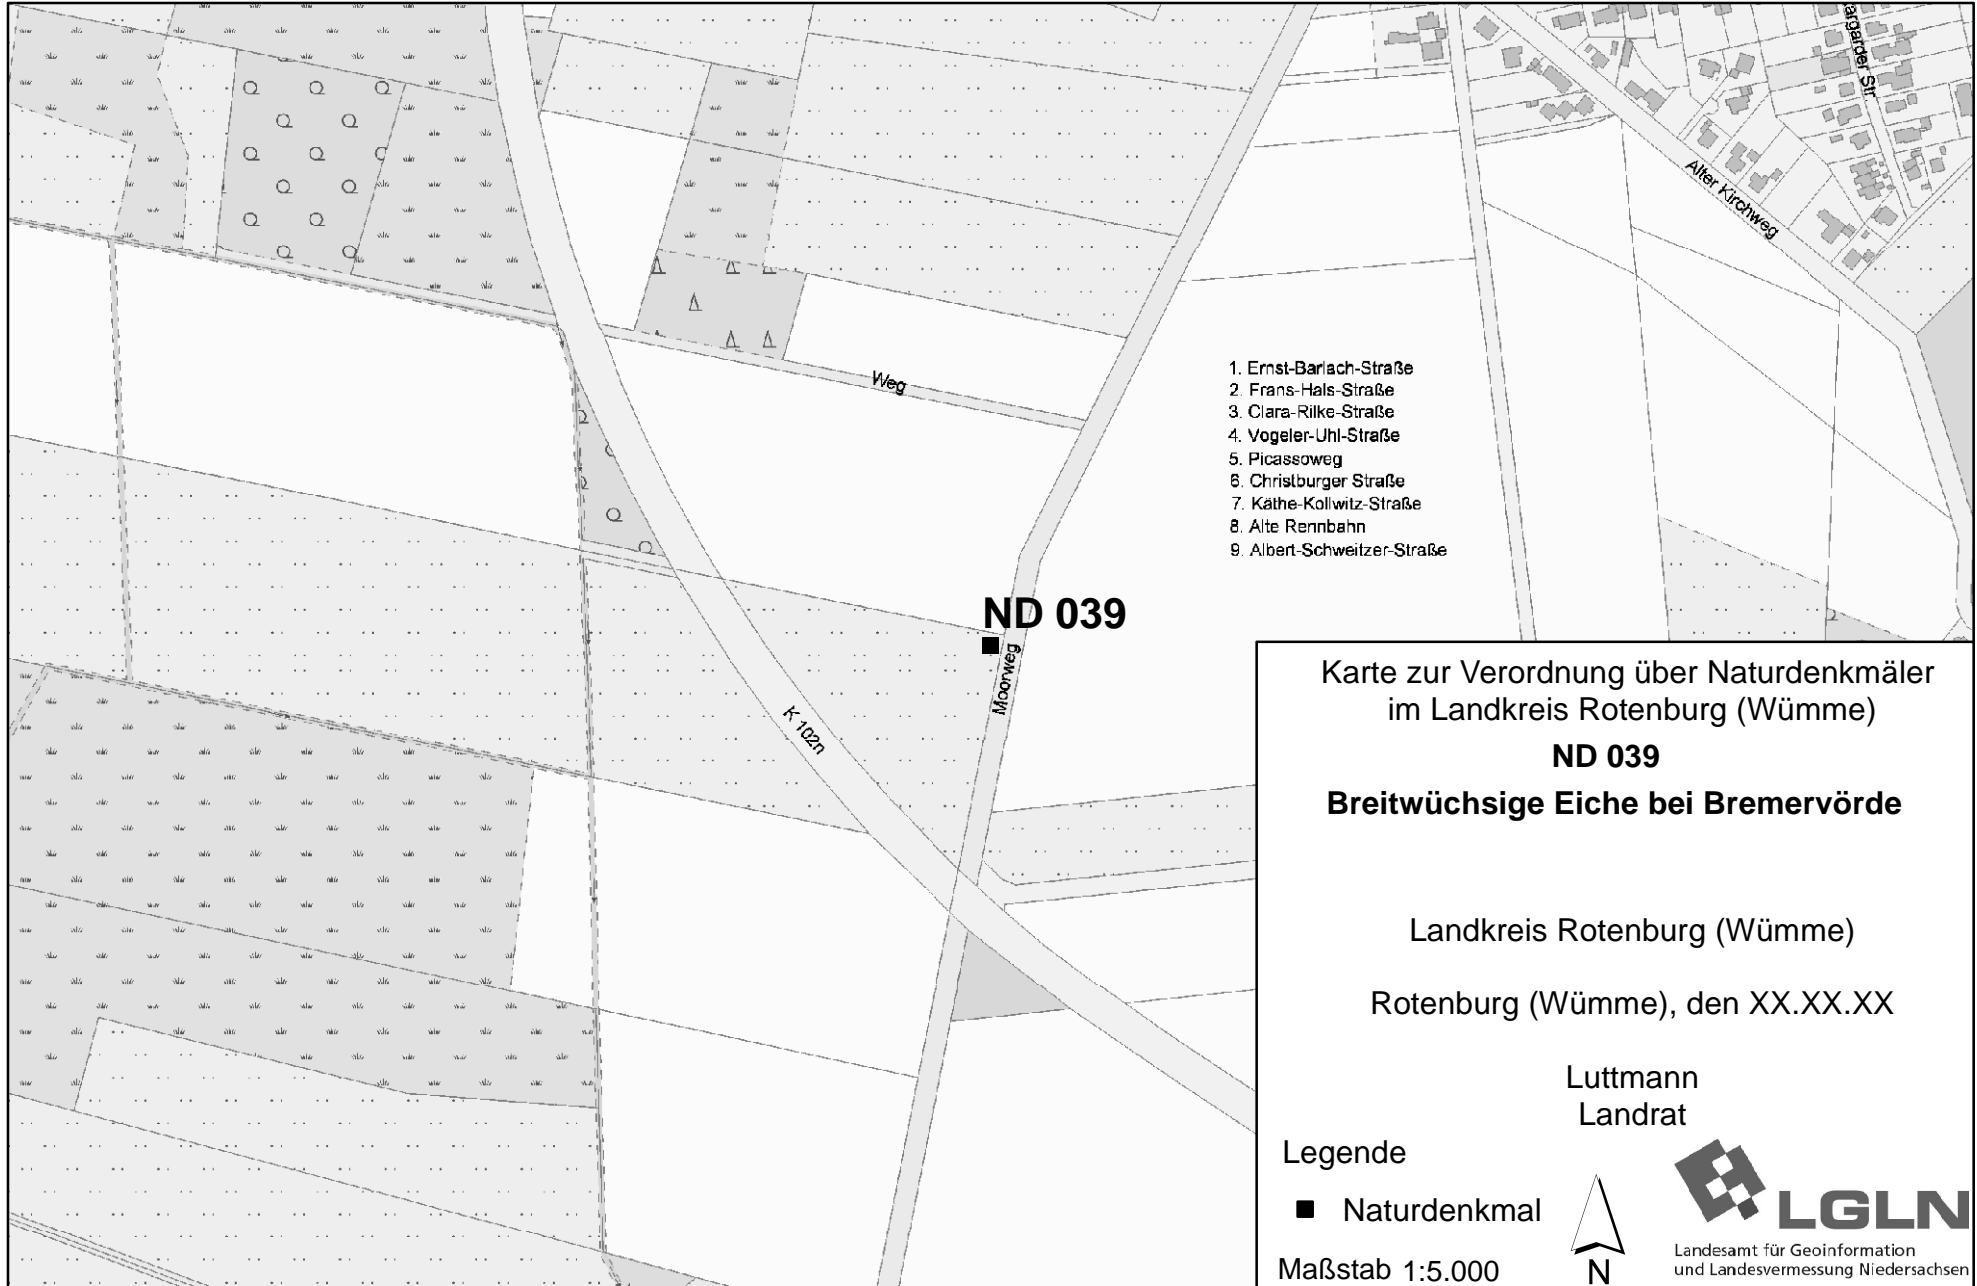 argarder Str
Alter Kirchweg
Weg
1. Ernst-Barlach-Straße
2. Frans-Hals-Straße
3. Clara-Rilke-Straße
4. Vogeler-Uhl-Straße
5. Picassoweg
6. Christburger Straße
7. Käthe-Kollwitz-Straße
8. Alte Rennbahn
9. Albert-Schweitzer-Straße
ND 039
Moorweg
K 102n
Karte zur Verordnung über Naturdenkmäler
im Landkreis Rotenburg (Wümme)
ND 039
Breitwüchsige Eiche bei Bremervörde
Landkreis Rotenburg (Wümme)
Rotenburg (Wümme), den XX.XX.XX
Luttmann
Landrat
Legende
Naturdenkmal
Maßstab 1:5.000
N
LGLN
Landesamt für Geoinformation
und Landesvermessung Niedersachsen